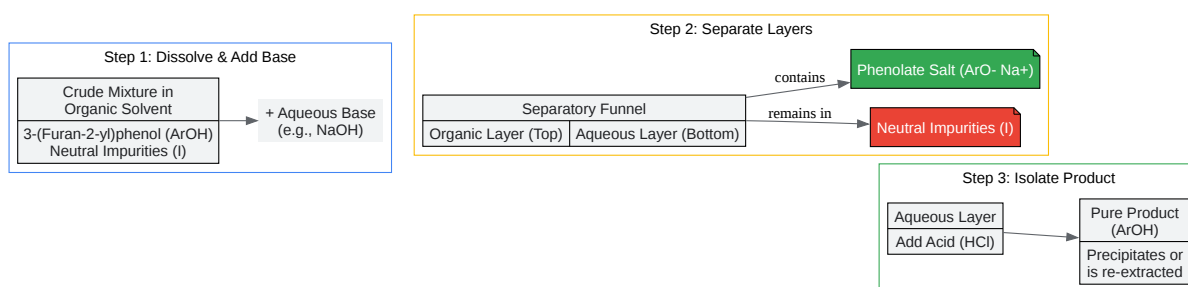 Step 1: Dissolve & Add Base
Crude Mixture in
Organic Solvent
3-(Furan-2-yl)phenol (ArOH)
Neutral Impurities (I)
+ Aqueous Base
(e.g., NaOH)
Step 2: Separate Layers
Separatory Funnel
Organic Layer (Top)
Aqueous Layer (Bottom)
contains
Phenolate Salt (ArO- Na+)
remains in
Neutral Impurities (I)
Step 3: Isolate Product
Aqueous Layer
Add Acid (HCl)
Pure Product
(ArOH)
Precipitates or
is re-extracted